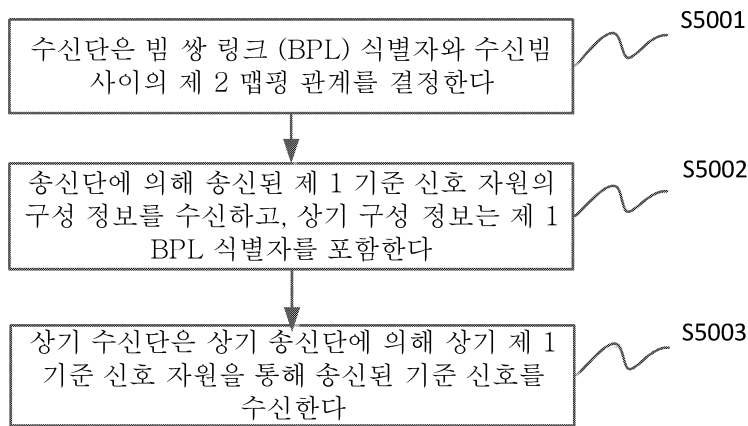 수신단은 빔 쌍 링크 (BPL) 식별자와 수신빔
사이의 제 2 맵핑 관계를 결정한다
S5001
송신단에 의해 송신된 제 1 기준 신호 자원의
구성 정보를 수신하고, 상기 구성 정보는 제 1
BPL 식별자를 포함한다
S5002
상기 수신단은 상기 송신단에 의해 상기 제 1
기준 신호 자원을 통해 송신된 기준 신호를
수신한다
S5003